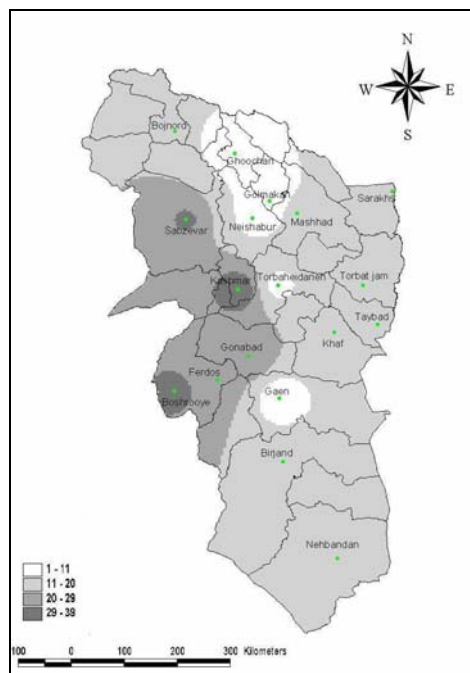 N
W E
S
Bojnord
Ghoochan
Golmakan
Sarakhs
Sabzevar
Neishabur
Mashhad
Kashmar
Torbaheidarieh
Torbat jam
Taybad
Khaf
Gonabad
Ferdos
Boshrooye
Gaen
Birjand
Nehbandan
1 - 11
11 - 20
20 - 29
29 - 39
100 0 100 200 300 Kilometers